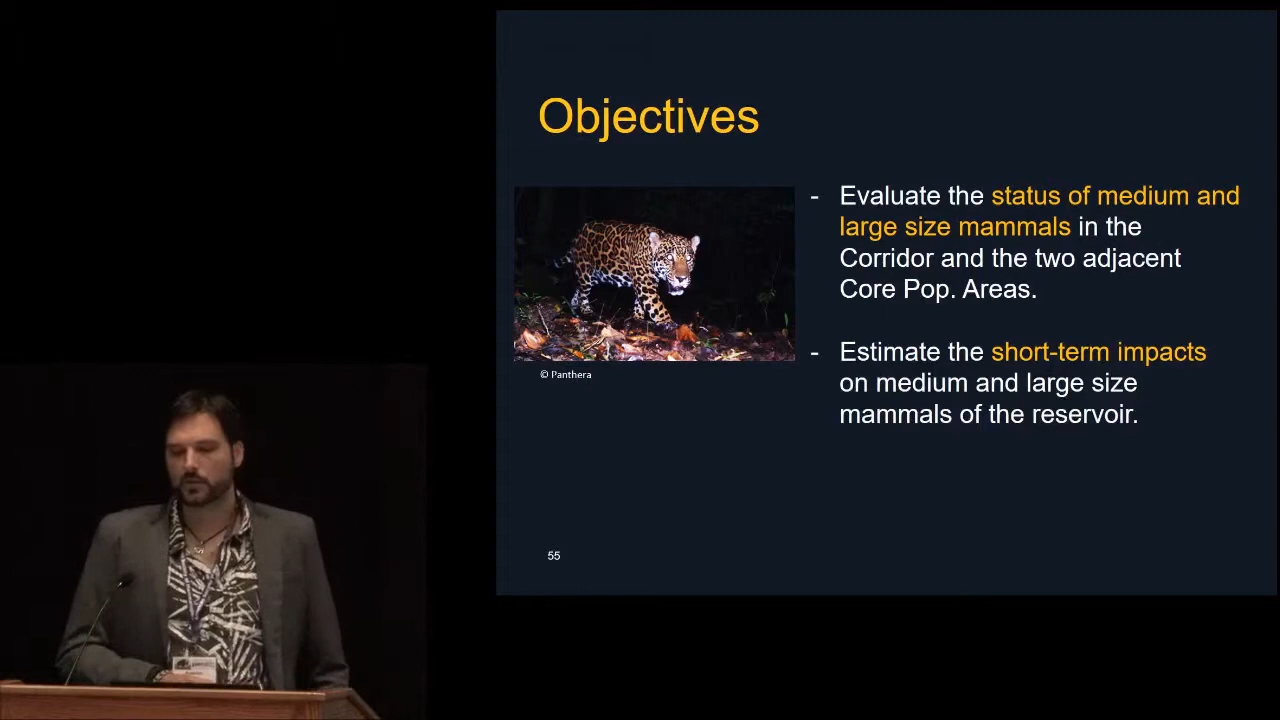 Objectives
- Evaluate the status of medium and
large size mammals in the
Corridor and the two adjacent
Core Pop. Areas.
- Estimate the short-term impacts
on medium and large size
mammals of the reservoir.
© Panthera
55